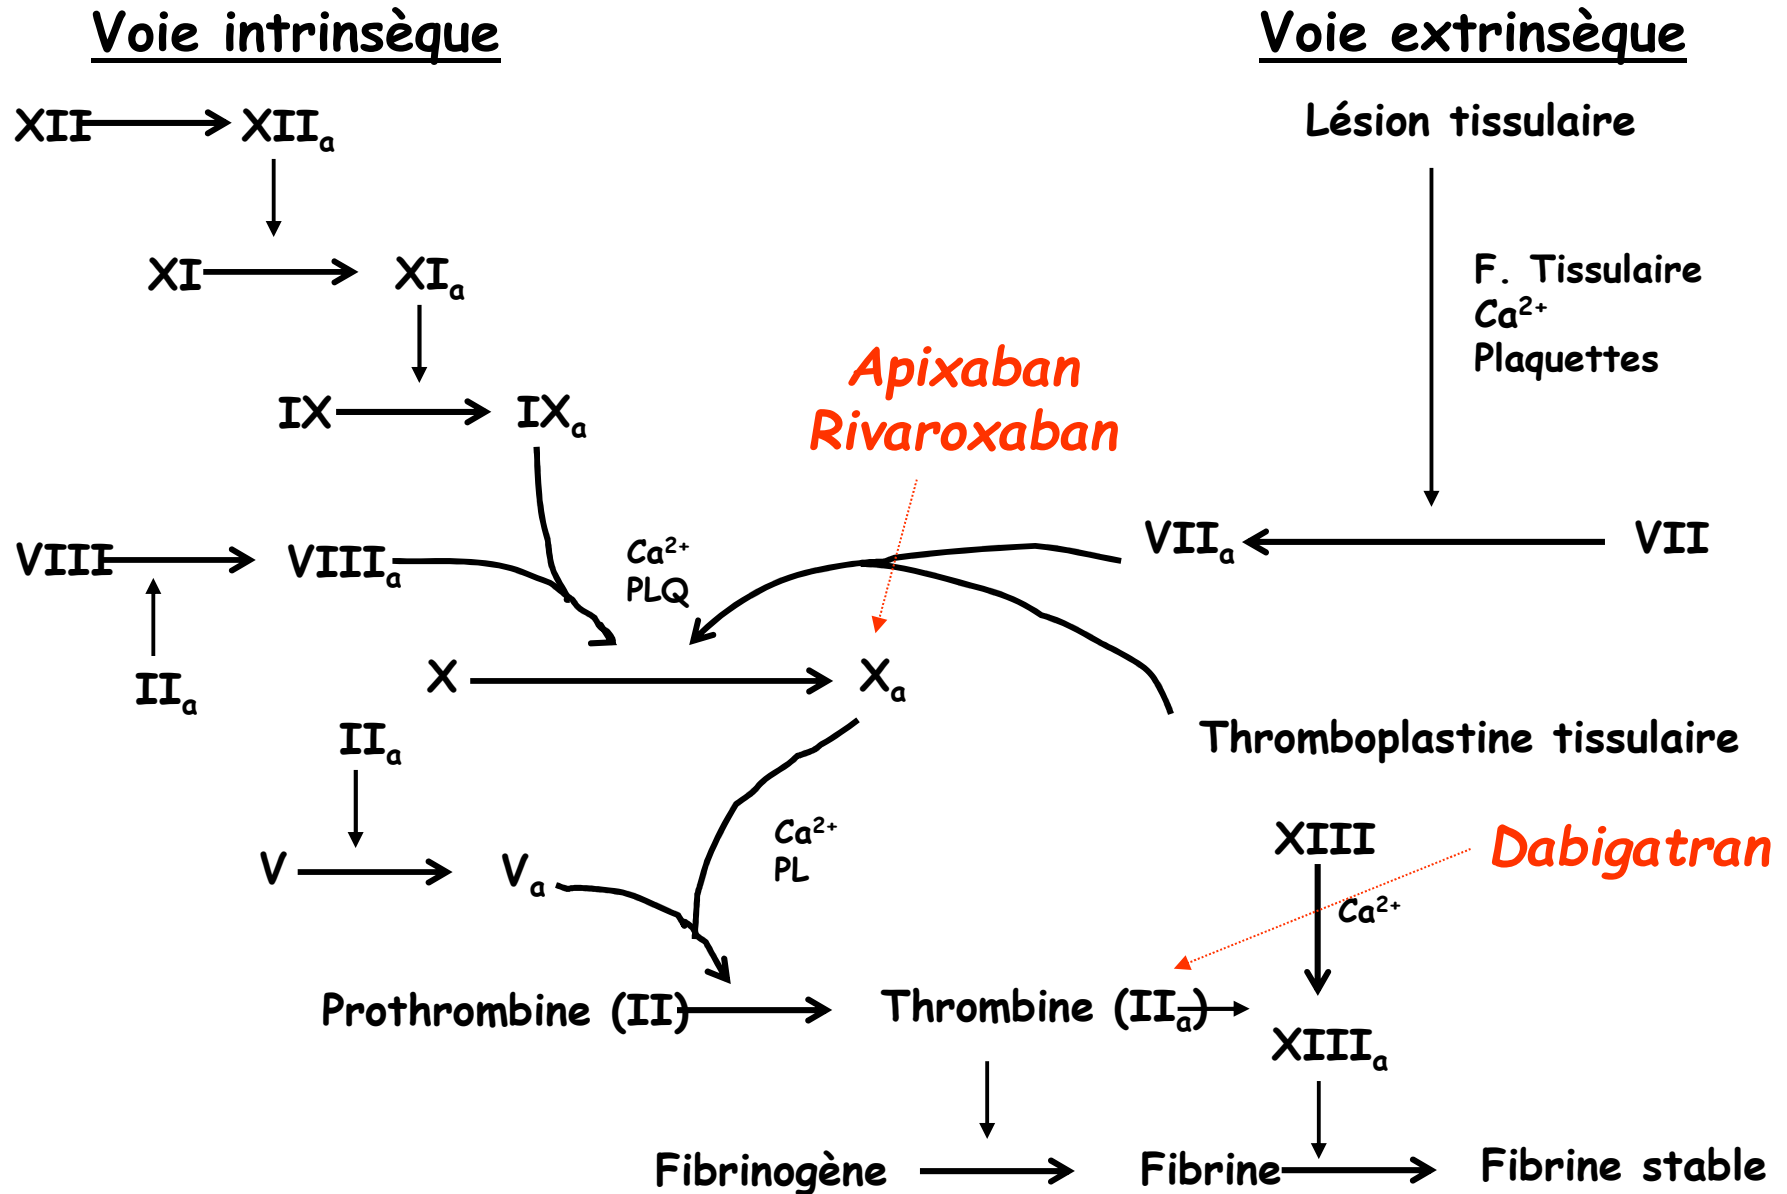 Voie intrinsèque
Voie extrinsèque
XII
XIIa
Lésion tissulaire
XI
XIa
F. Tissulaire
Ca2+
Plaquettes
Apixaban
Rivaroxaban
IX
IXa
VIII
VIIIa
Ca2+
PLQ
VIIa
VII
IIa
X
Xa
IIa
Thromboplastine tissulaire
V
Va
Ca2+
PL
XIII
Dabigatran
Ca2+
Prothrombine (II)
Thrombine (IIa)
XIIIa
Fibrinogène
Fibrine
Fibrine stable